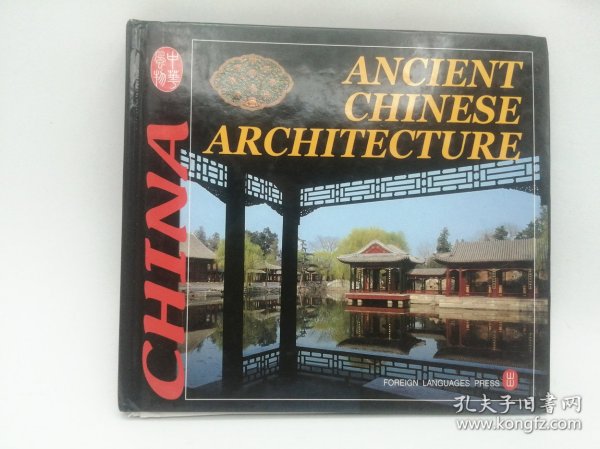 中華
風物
ANCIENT
CHINESE
ARCHITECTURE
CHINA
FOREIGN LANGUAGES PRESS
孔夫子旧书网
www.kongfz.com